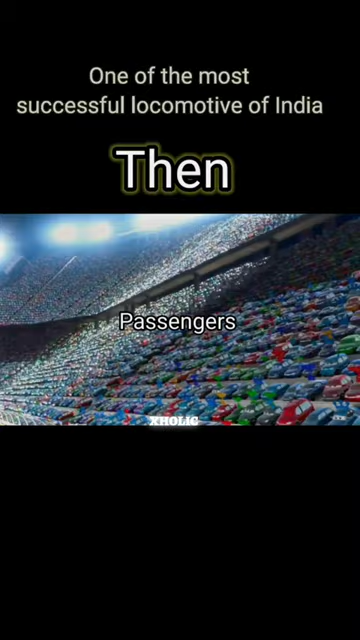 One of the most
successful locomotive of India
Then
Passengers
XHOLIC